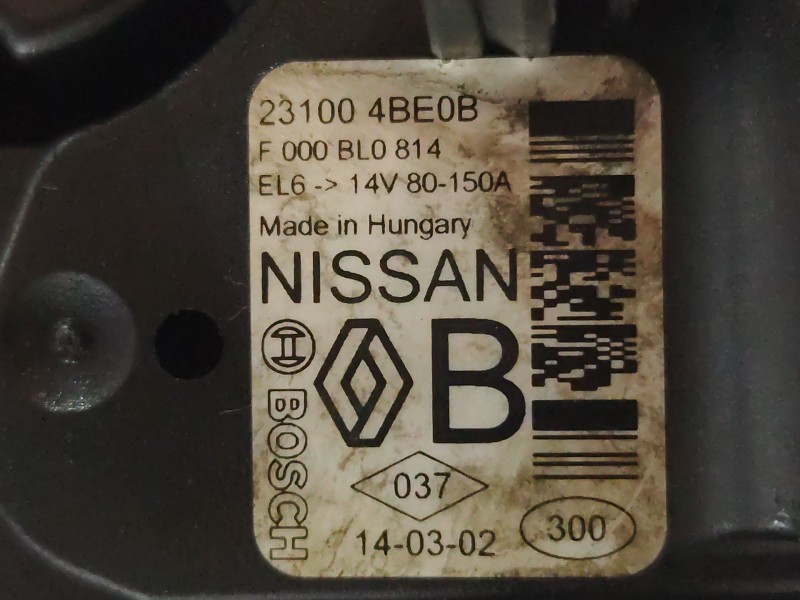 23100 4BE0B
F 000 BL0 814
EL6 -> 14V 80-150A
Made in Hungary
NISSAN
B
BOSCH
037
14-03-02
300